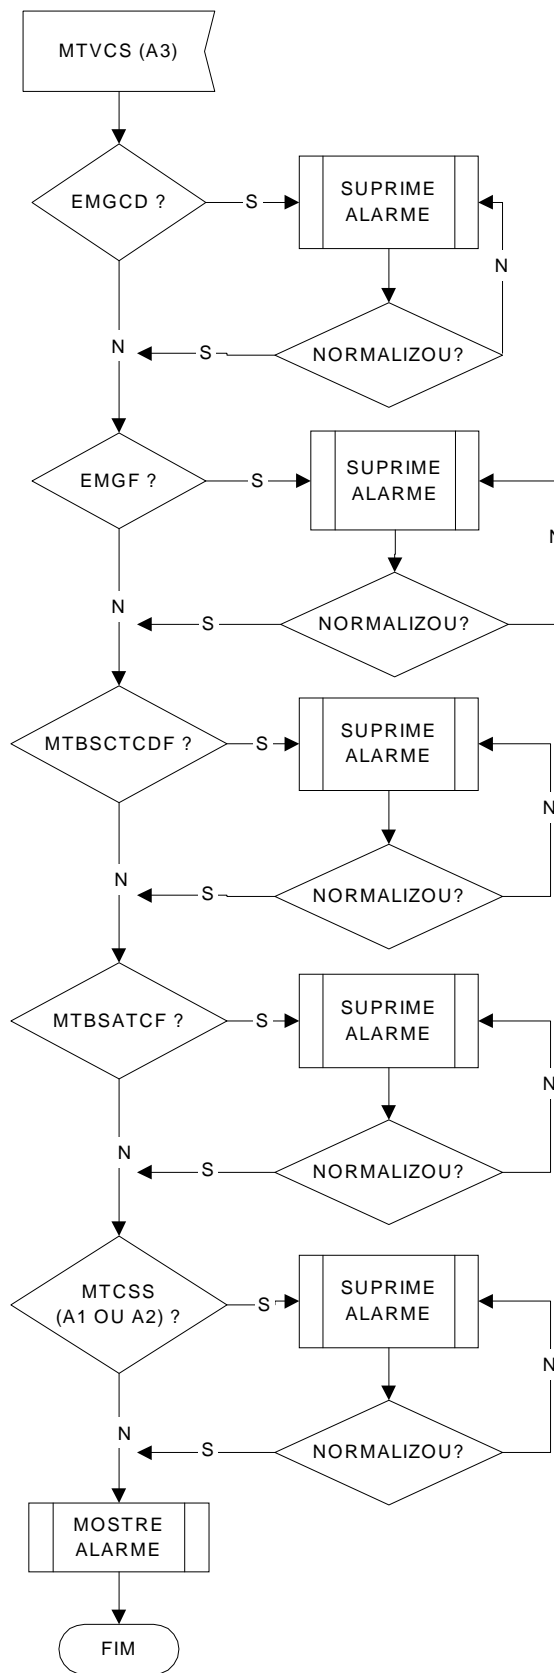 MTVCS (A3)
EMGCD ?
S
SUPRIME
ALARME
N
N
S
NORMALIZOU?
EMGF ?
S
SUPRIME
ALARME
N
N
S
NORMALIZOU?
MTBSCTCDF ?
S
SUPRIME
ALARME
N
N
S
NORMALIZOU?
MTBSATCF ?
S
SUPRIME
ALARME
N
N
S
NORMALIZOU?
MTCSS
(A1 OU A2) ?
S
SUPRIME
ALARME
N
N
S
NORMALIZOU?
MOSTRE
ALARME
FIM